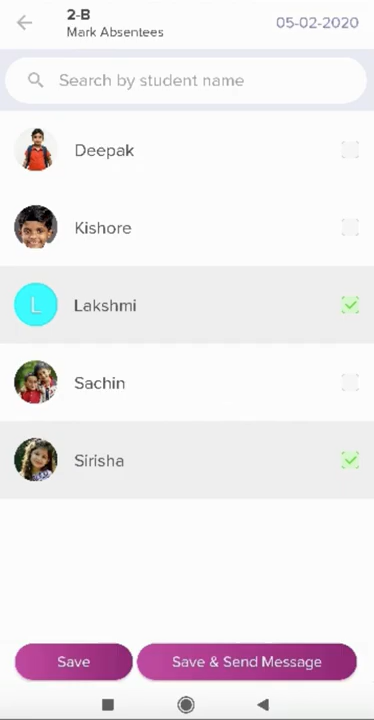 2-B
Mark Absentees
05-02-2020
Search by student name
Deepak
Kishore
L
Lakshmi
Sachin
Sirisha
Save
Save & Send Message